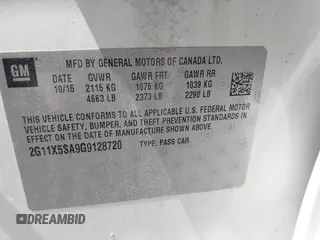 GM
MFD BY GENERAL MOTORS OF CANADA LTD.
10/15 GVWR GAWR FRT GAWR RR
2115 KG 1076 KG 1039 KG
4663 LB 2373 LB 2290 LB
THIS VEHICLE CONFORMS TO ALL APPLICABLE U.S. FEDERAL MOTOR
VEHICLE SAFETY, BUMPER, AND THEFT PREVENTION STANDARDS
IN EFFECT ON THE DATE OF MANUFACTURE SHOWN ABOVE.
2G11X5SA9G9128720 TYPE: PASS CAR